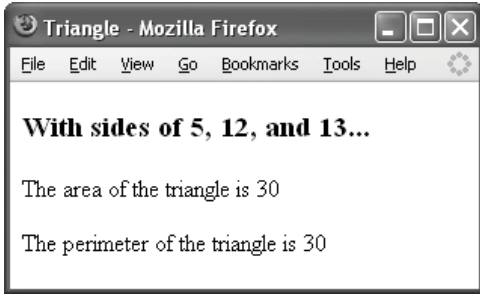 Triangle - Mozilla Firefox
File Edit View Go Bookmarks Tools Help
With sides of 5, 12, and 13...
The area of the triangle is 30
The perimeter of the triangle is 30